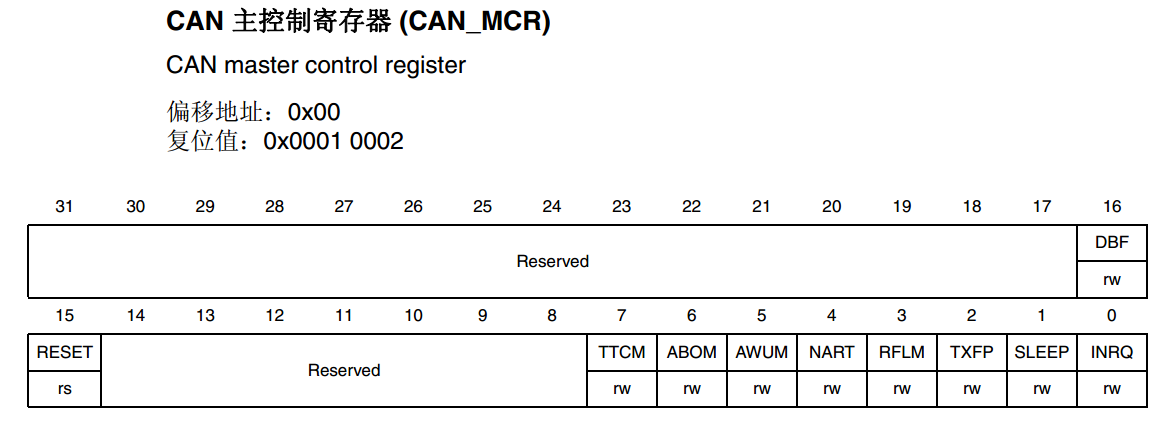 CAN 主控制寄存器 (CAN_MCR)
CAN master control register
偏移地址：0x00
复位值：0x0001 0002
31 30 29 28 27 26 25 24 23 22 21 20 19 18 17 16
Reserved DBF
rw
15 14 13 12 11 10 9 8 7 6 5 4 3 2 1 0
RESET Reserved TTCM ABOM AWUM NART RFLM TXFP SLEEP INRQ
rs rw rw rw rw rw rw rw rw